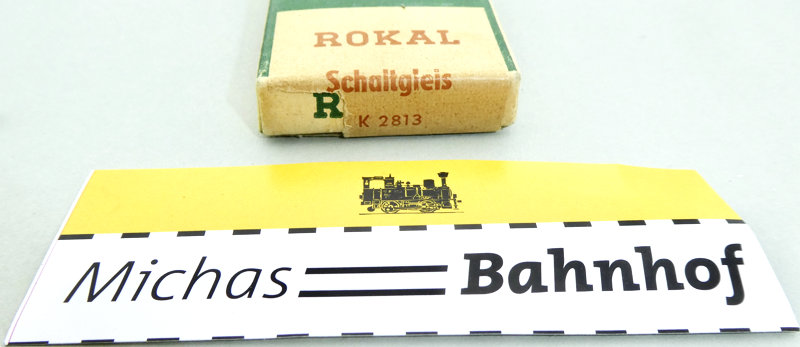 ROKAL
Schaltgleis
R
K 2813
Michas Bahnhof